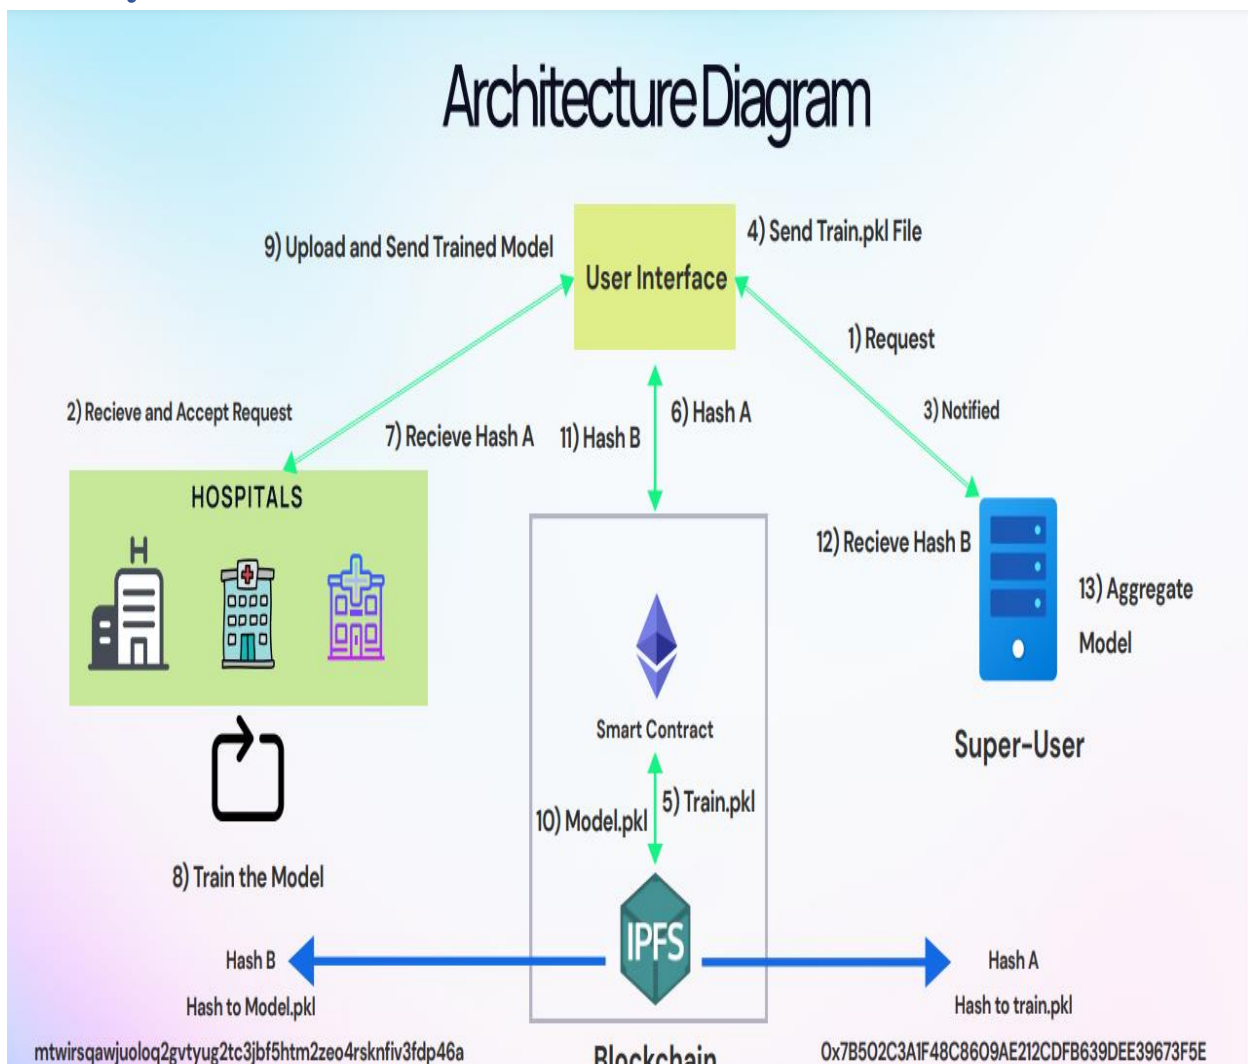 Architecture Diagram
9) Upload and Send Trained Model
4) Send Train.pkl File
User Interface
1) Request
2) Recieve and Accept Request
3) Notified
7) Recieve Hash A
11) Hash B
6) Hash A
HOSPITALS
H
12) Recieve Hash B
13) Aggregate
Model
Smart Contract
Super-User
10) Model.pkl
5) Train.pkl
8) Train the Model
IPFS
Hash B
Hash to Model.pkl
mtwirsqawjuoloq2gvtyug2tc3jbf5htm2zeo4rsknfiv3fdp46a
Hash A
Hash to train.pkl
0x7B502C3A1F48C8609AE212CDFB639DEE39673F5E
Blockchain